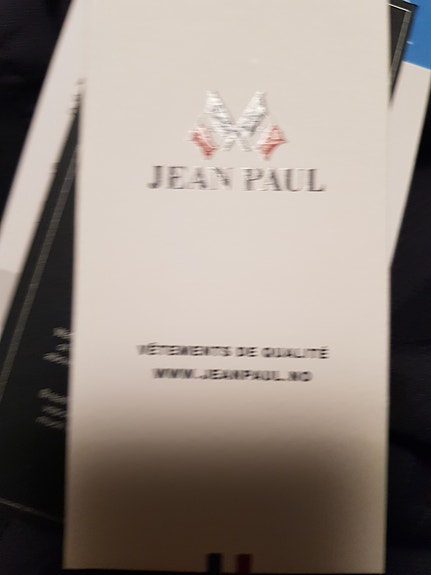 JEAN PAUL
VÊTEMENTS DE QUALITÉ
WWW.JEANPAUL.NO